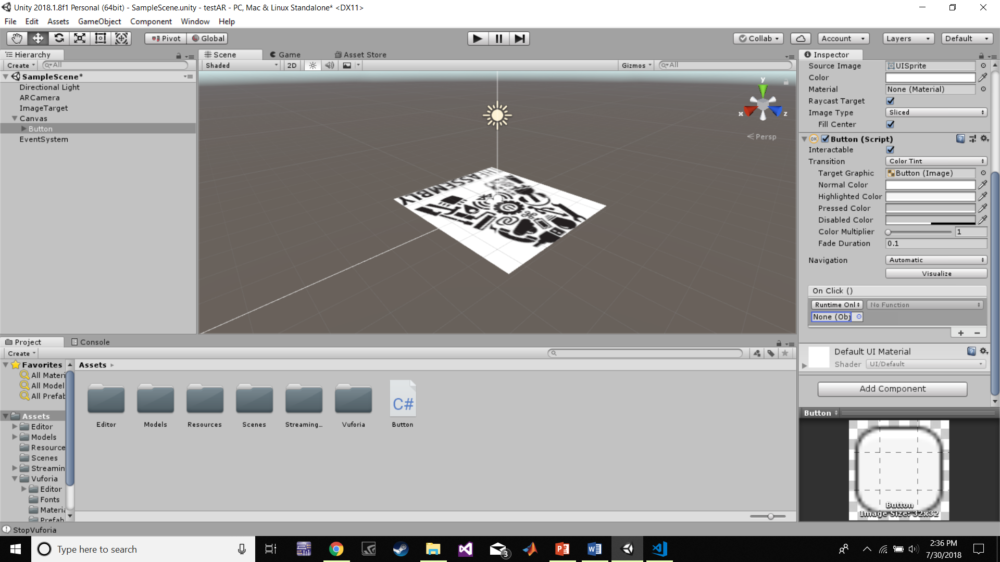 Unity 2018.1.8f1 Personal (64bit) - SampleScene.unity - testAR - PC, Mac & Linux Standalone* <DX11>
File Edit Assets GameObject Component Window Help
Pivot Global Collab Account Layers Default
Hierarchy
Create All
SampleScene*
Directional Light
ARCamera
ImageTarget
Canvas
Button
EventSystem
Scene Game Asset Store
Shaded 2D Gizmos All
y
x z
Persp
ASSEMBLY
Inspector
Source Image UISprite
Color
Material None (Material)
Raycast Target
Image Type Sliced
Fill Center
OK Button (Script)
Interactable
Transition Color Tint
Target Graphic Button (Image)
Normal Color
Highlighted Color
Pressed Color
Disabled Color
Color Multiplier 1
Fade Duration 0.1
Navigation Automatic
Visualize
On Click ()
Runtime Onl No Function
None (Obj
+ −
Default UI Material
Shader UI/Default
Add Component
Button
Button
Image Size: 32x32
Project Console
Create
Favorites
All Materi
All Model
All Prefab
Assets
Editor
Models
Resource
Scenes
Streamin
Vuforia
Editor
Fonts
Materia
Prefab
Assets
Editor Models Resources Scenes Streaming... Vuforia Button
C#
StopVuforia
Type here to search
3
2:36 PM
7/30/2018